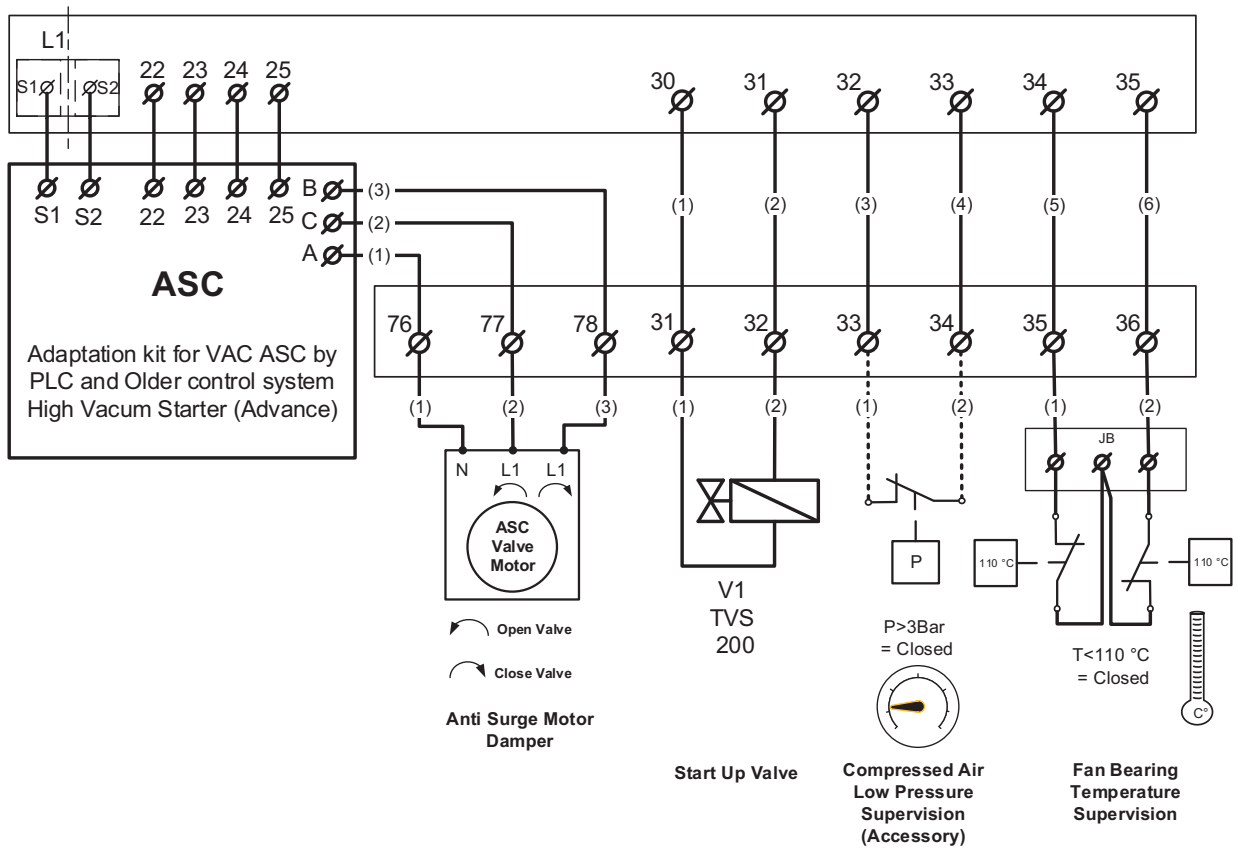 L1
S1 S2
22 23 24 25
30 31 32 33 34 35
S1 S2 22 23 24 25
B (3)
C (2)
A (1)
(1) (2) (3) (4) (5) (6)
ASC
Adaptation kit for VAC ASC by
PLC and Older control system
High Vacum Starter (Advance)
76 77 78 31 32 33 34 35 36
(1) (2) (3) (1) (2) (1) (2) (1) (2)
N L1 L1
ASC
Valve
Motor
Open Valve
Close Valve
Anti Surge Motor
Damper
V1
TVS
200
Start Up Valve
P
P>3Bar
= Closed
Compressed Air
Low Pressure
Supervision
(Accessory)
JB
110 °C
110 °C
T<110 °C
= Closed
C°
Fan Bearing
Temperature
Supervision